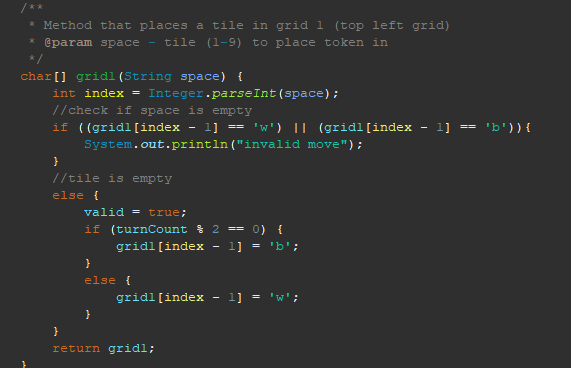 /**
 * Method that places a tile in grid 1 (top left grid)
 * @param space - tile (1-9) to place token in
 */
char[] grid1(String space) {
    int index = Integer.parseInt(space);
    //check if space is empty
    if ((grid1[index - 1] == 'w') || (grid1[index - 1] == 'b')){
        System.out.println("invalid move");
    }
    //tile is empty
    else {
        valid = true;
        if (turnCount % 2 == 0) {
            grid1[index - 1] = 'b';
        }
        else {
            grid1[index - 1] = 'w';
        }
    }
    return grid1;
}